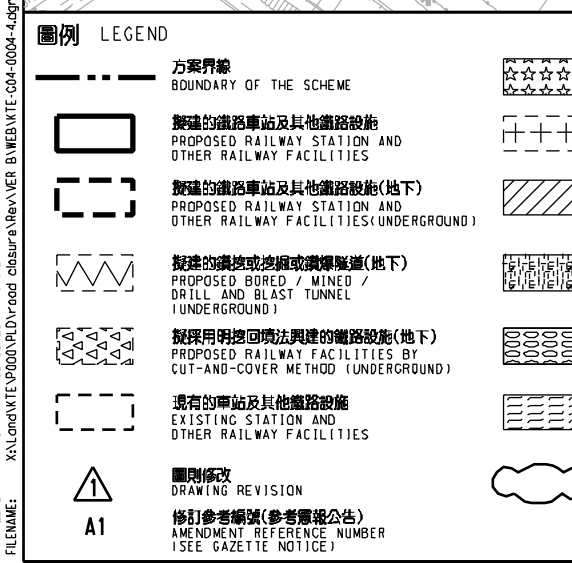 圖例 LEGEND
方案界線
BOUNDARY OF THE SCHEME
擬建的鐵路車站及其他鐵路設施
PROPOSED RAILWAY STATION AND
OTHER RAILWAY FACILITIES
擬建的鐵路車站及其他鐵路設施(地下)
PROPOSED RAILWAY STATION AND
OTHER RAILWAY FACILITIES(UNDERGROUND)
擬建的鑽挖或挖掘或鑽爆隧道(地下)
PROPOSED BORED / MINED /
DRILL AND BLAST TUNNEL
(UNDERGROUND)
擬採用明挖回填法興建的鐵路設施(地下)
PROPOSED RAILWAY FACILITIES BY
CUT-AND-COVER METHOD (UNDERGROUND)
現有的車站及其他鐵路設施
EXISTING STATION AND
OTHER RAILWAY FACILITIES
1
圖則修改
DRAWING REVISION
A1
修訂參考編號(參考憲報公告)
AMENDMENT REFERENCE NUMBER
(SEE GAZETTE NOTICE)
FILENAME: X:\Land\KTE\P001\PLO\road closure\Rev\VER B\WEB\KTE-G04-0004-4.dgn